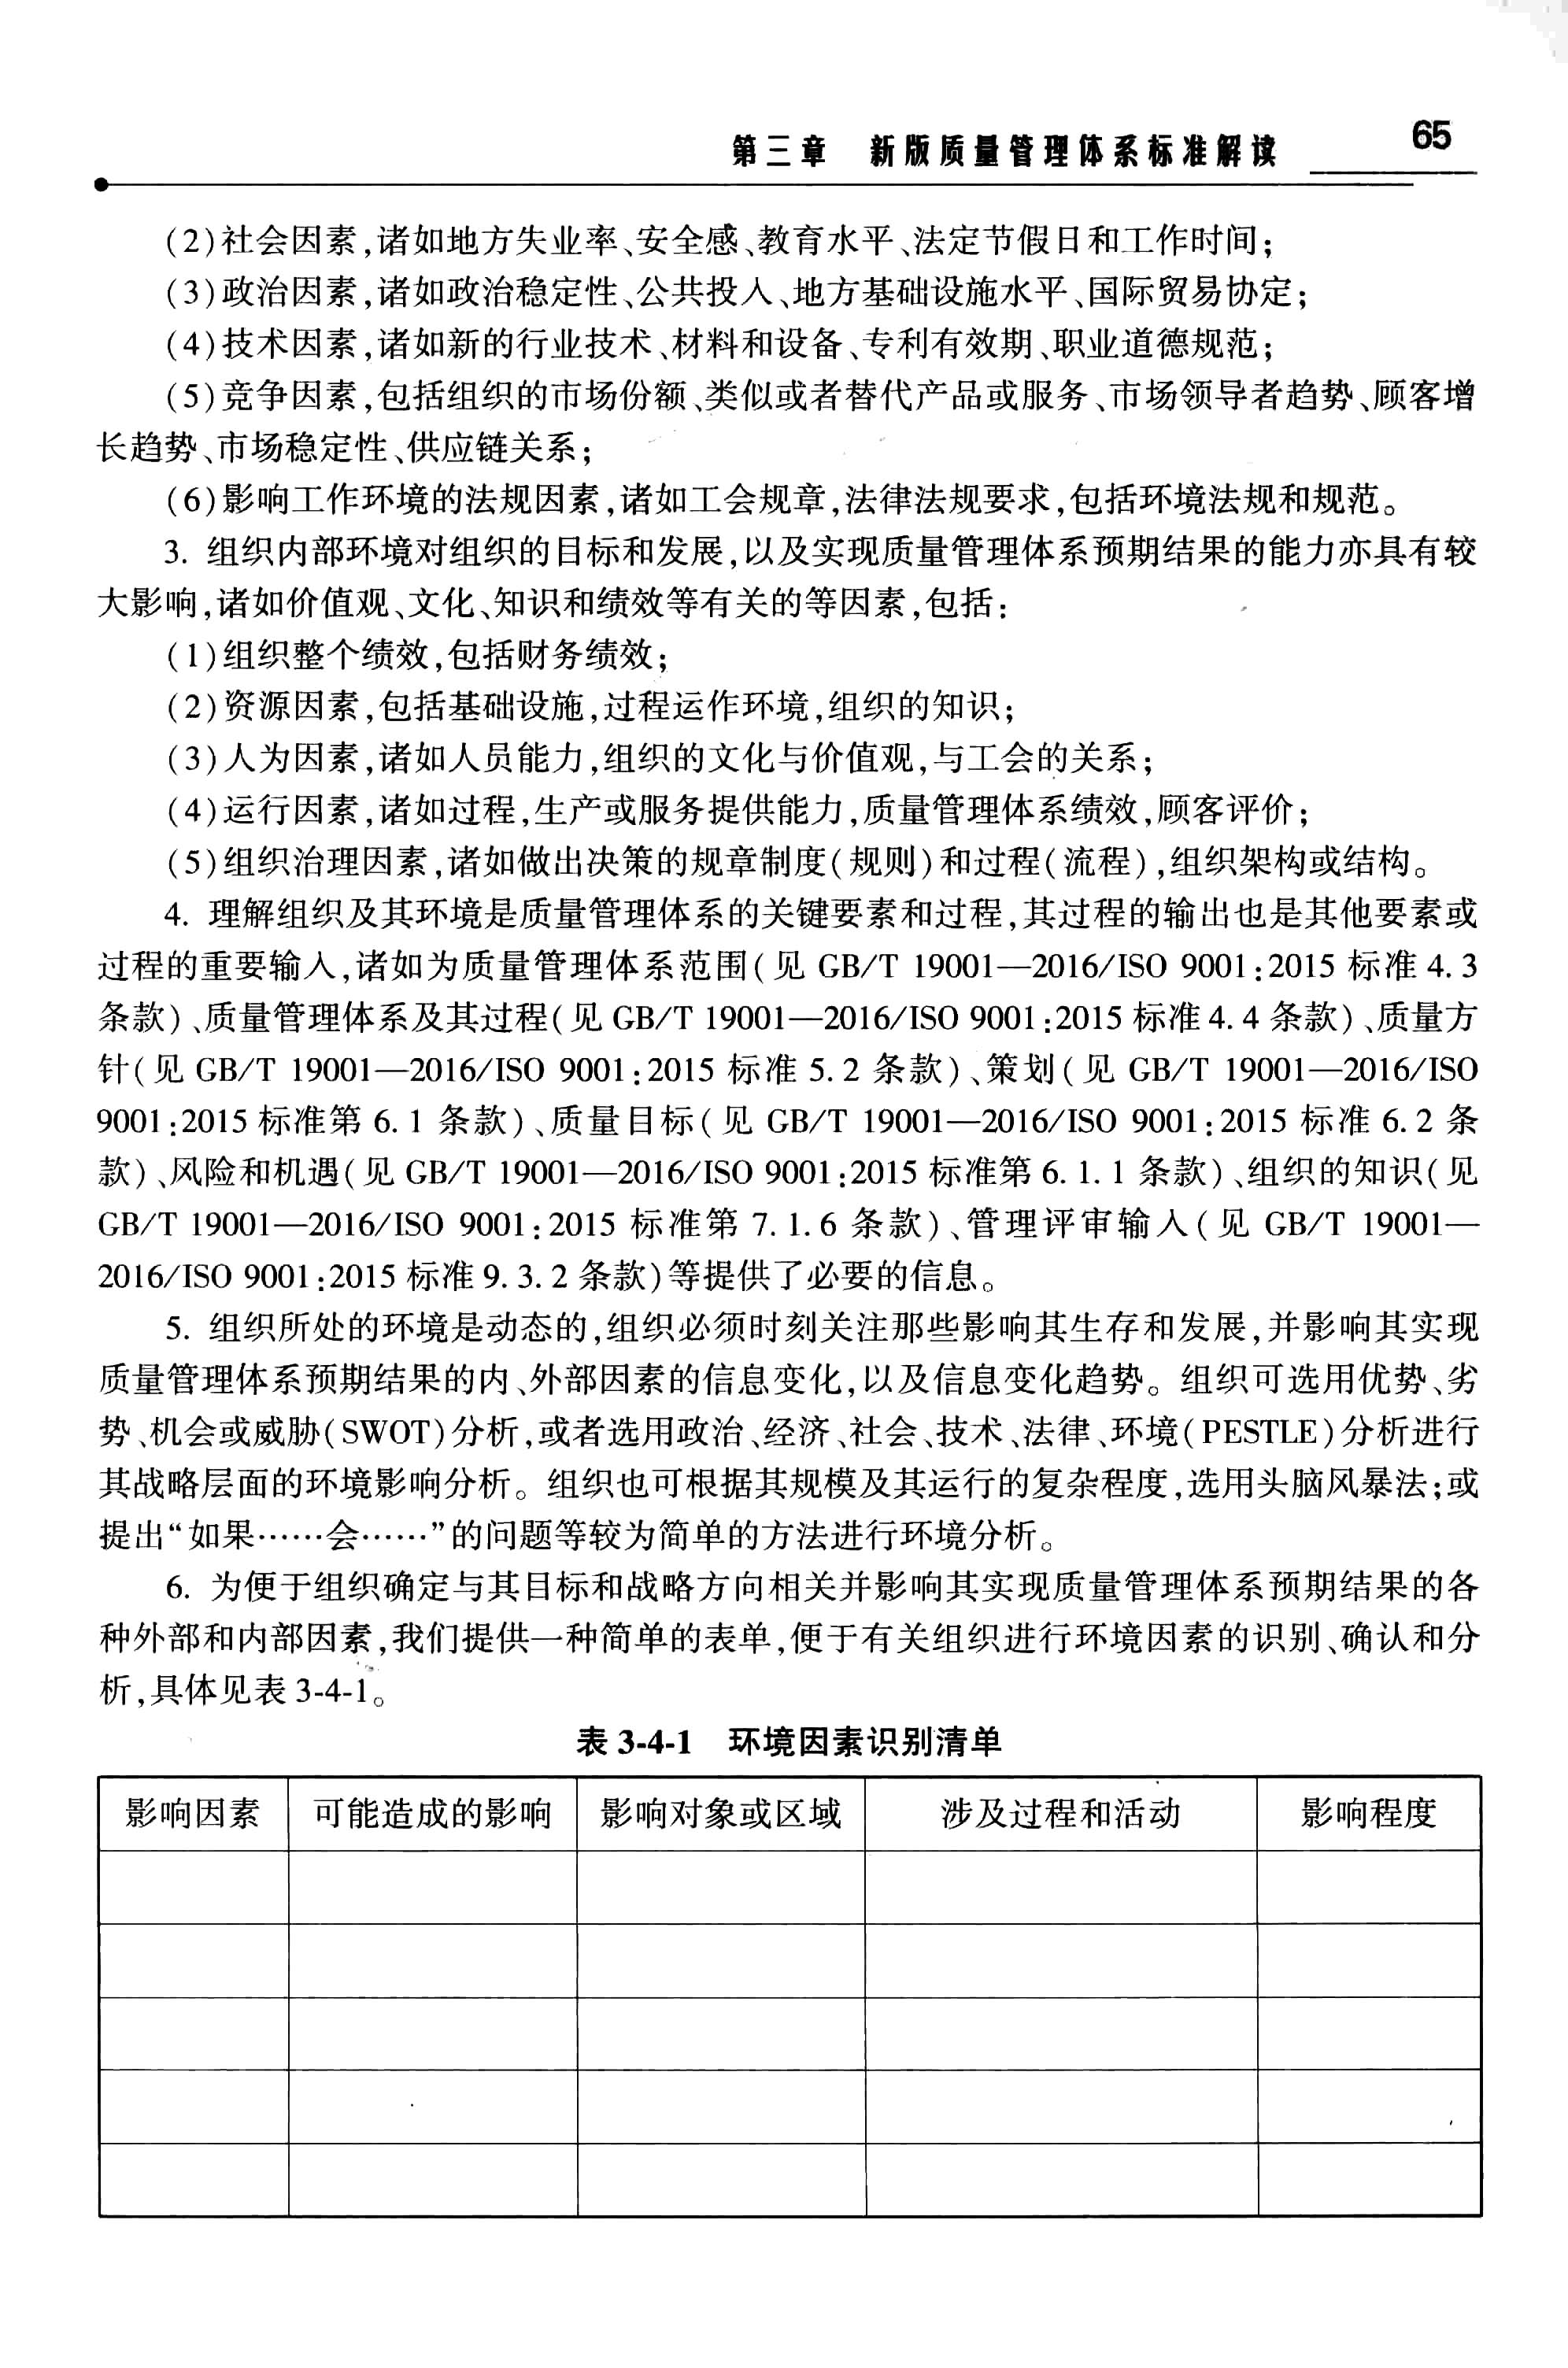 第三章　新版质量管理体系标准解读
65
(2)社会因素,诸如地方失业率、安全感、教育水平、法定节假日和工作时间;
(3)政治因素,诸如政治稳定性、公共投入、地方基础设施水平、国际贸易协定;
(4)技术因素,诸如新的行业技术、材料和设备、专利有效期、职业道德规范;
(5)竞争因素,包括组织的市场份额、类似或者替代产品或服务、市场领导者趋势、顾客增
长趋势、市场稳定性、供应链关系;
(6)影响工作环境的法规因素,诸如工会规章,法律法规要求,包括环境法规和规范。
3. 组织内部环境对组织的目标和发展,以及实现质量管理体系预期结果的能力亦具有较
大影响,诸如价值观、文化、知识和绩效等有关的等因素,包括:
(1)组织整个绩效,包括财务绩效;
(2)资源因素,包括基础设施,过程运作环境,组织的知识;
(3)人为因素,诸如人员能力,组织的文化与价值观,与工会的关系;
(4)运行因素,诸如过程,生产或服务提供能力,质量管理体系绩效,顾客评价;
(5)组织治理因素,诸如做出决策的规章制度(规则)和过程(流程),组织架构或结构。
4. 理解组织及其环境是质量管理体系的关键要素和过程,其过程的输出也是其他要素或
过程的重要输入,诸如为质量管理体系范围(见 GB/T 19001—2016/ISO 9001:2015 标准 4.3
条款)、质量管理体系及其过程(见 GB/T 19001—2016/ISO 9001:2015 标准 4.4 条款)、质量方
针(见 GB/T 19001—2016/ISO 9001:2015 标准 5.2 条款)、策划(见 GB/T 19001—2016/ISO
9001:2015 标准第 6.1 条款)、质量目标(见 GB/T 19001—2016/ISO 9001:2015 标准 6.2 条
款)、风险和机遇(见 GB/T 19001—2016/ISO 9001:2015 标准第 6.1.1 条款)、组织的知识(见
GB/T 19001—2016/ISO 9001:2015 标准第 7.1.6 条款)、管理评审输入(见 GB/T 19001—
2016/ISO 9001:2015 标准 9.3.2 条款)等提供了必要的信息。
5. 组织所处的环境是动态的,组织必须时刻关注那些影响其生存和发展,并影响其实现
质量管理体系预期结果的内、外部因素的信息变化,以及信息变化趋势。组织可选用优势、劣
势、机会或威胁(SWOT)分析,或者选用政治、经济、社会、技术、法律、环境(PESTLE)分析进行
其战略层面的环境影响分析。组织也可根据其规模及其运行的复杂程度,选用头脑风暴法;或
提出“如果……会……”的问题等较为简单的方法进行环境分析。
6. 为便于组织确定与其目标和战略方向相关并影响其实现质量管理体系预期结果的各
种外部和内部因素,我们提供一种简单的表单,便于有关组织进行环境因素的识别、确认和分
析,具体见表 3-4-1。
表 3-4-1　环境因素识别清单
影响因素　可能造成的影响　影响对象或区域　涉及过程和活动　影响程度